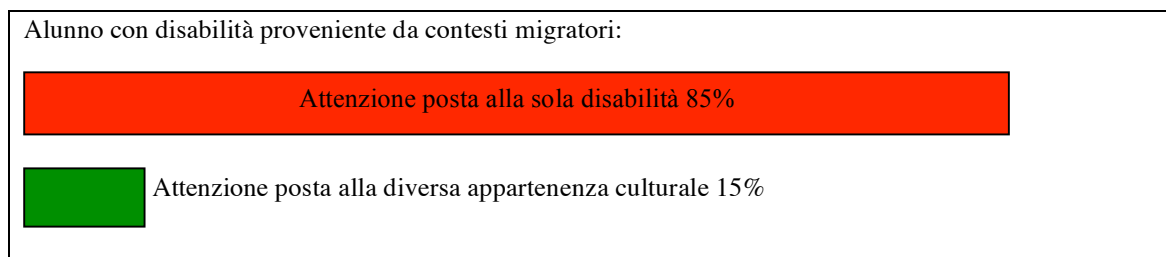 Alunno con disabilità proveniente da contesti migratori:
Attenzione posta alla sola disabilità 85%
Attenzione posta alla diversa appartenenza culturale 15%